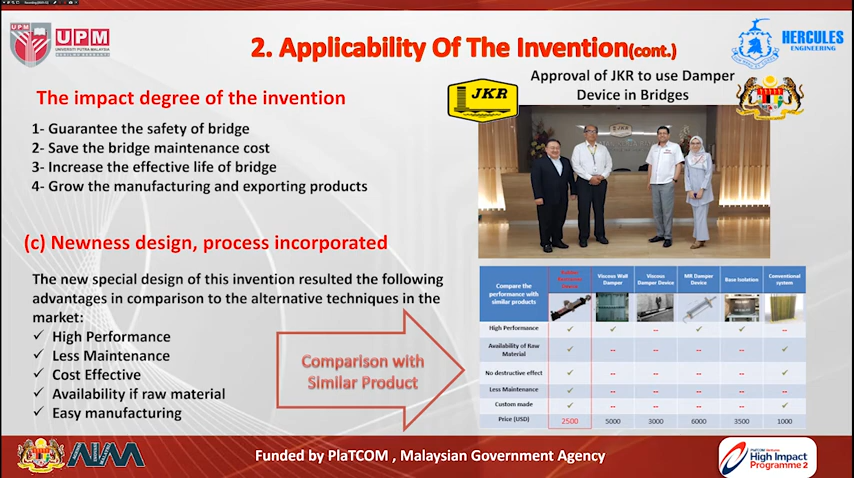 UPM
UPM
UNIVERSITI PUTRA MALAYSIA
2. Applicability Of The Invention(cont.)
HERCULES
ENGINEERING
The impact degree of the invention
1- Guarantee the safety of bridge
2- Save the bridge maintenance cost
3- Increase the effective life of bridge
4- Grow the manufacturing and exporting products
JKR
Approval of JKR to use Damper
Device in Bridges
JKR
(c) Newness design, process incorporated
The new special design of this invention resulted the following
advantages in comparison to the alternative techniques in the
market:
✓ High Performance
✓ Less Maintenance
✓ Cost Effective
✓ Availability if raw material
✓ Easy manufacturing
Comparison with
Similar Product
Compare the performance with similar products Viscous Wall Damper Viscous Damper Device MR Damper Device Base Isolation Conventional system
High Performance ✓ ✓ -- ✓ ✓ --
Availability of Raw Material ✓ -- -- -- -- ✓
No destructive effect ✓ -- -- -- -- ✓
Less Maintenance ✓ -- -- -- -- --
Custom made ✓ -- -- -- -- ✓
Price (USD) 2500 5000 3000 6000 3500 1000
AIM
Funded by PlaTCOM , Malaysian Government Agency
PlaTCOM Ventures
High Impact
Programme 2